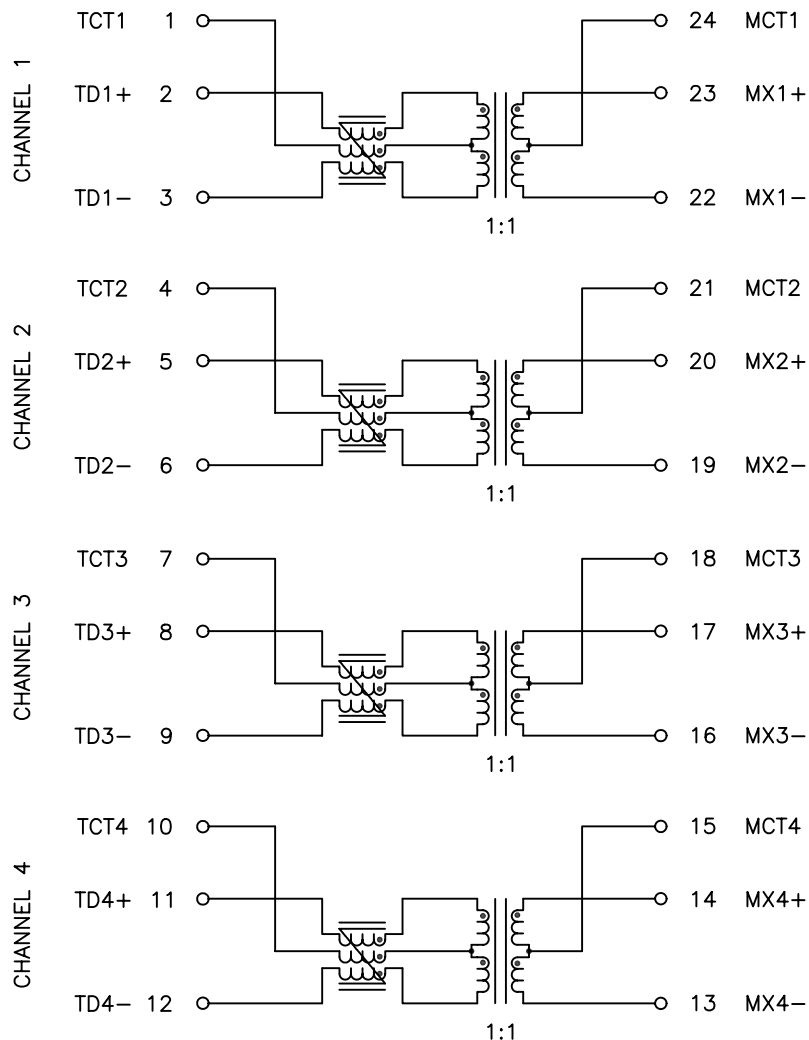 CHANNEL 1
TCT1 1 24 MCT1
TD1+ 2 23 MX1+
TD1- 3 22 MX1-
1:1
CHANNEL 2
TCT2 4 21 MCT2
TD2+ 5 20 MX2+
TD2- 6 19 MX2-
1:1
CHANNEL 3
TCT3 7 18 MCT3
TD3+ 8 17 MX3+
TD3- 9 16 MX3-
1:1
CHANNEL 4
TCT4 10 15 MCT4
TD4+ 11 14 MX4+
TD4- 12 13 MX4-
1:1